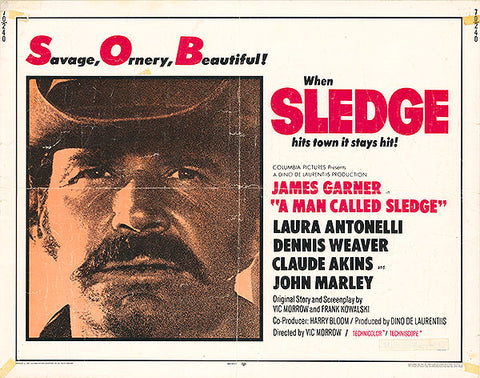 70/240
70/240
Savage, Ornery, Beautiful!
When
SLEDGE
hits town it stays hit!
COLUMBIA PICTURES Presents
A DINO DE LAURENTIIS PRODUCTION
JAMES GARNER in
"A MAN CALLED SLEDGE"
LAURA ANTONELLI
DENNIS WEAVER
CLAUDE AKINS and
JOHN MARLEY
Original Story and Screenplay by
VIC MORROW and FRANK KOWALSKI
Co-Producer: HARRY BLOOM / Produced by DINO DE LAURENTIIS
Directed by VIC MORROW / TECHNICOLOR® / TECHNISCOPE®